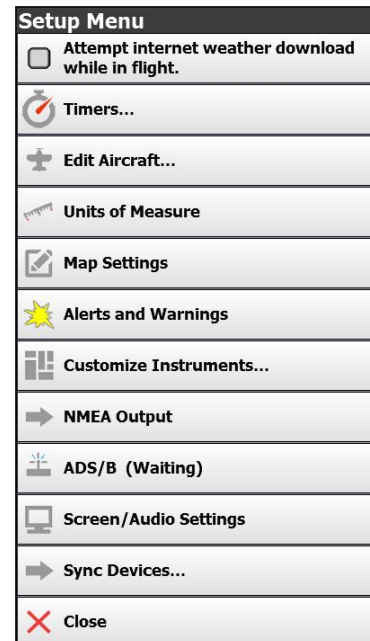 Setup Menu
Attempt internet weather download
while in flight.
Timers...
Edit Aircraft...
Units of Measure
Map Settings
Alerts and Warnings
Customize Instruments...
NMEA Output
ADS/B (Waiting)
Screen/Audio Settings
Sync Devices...
Close